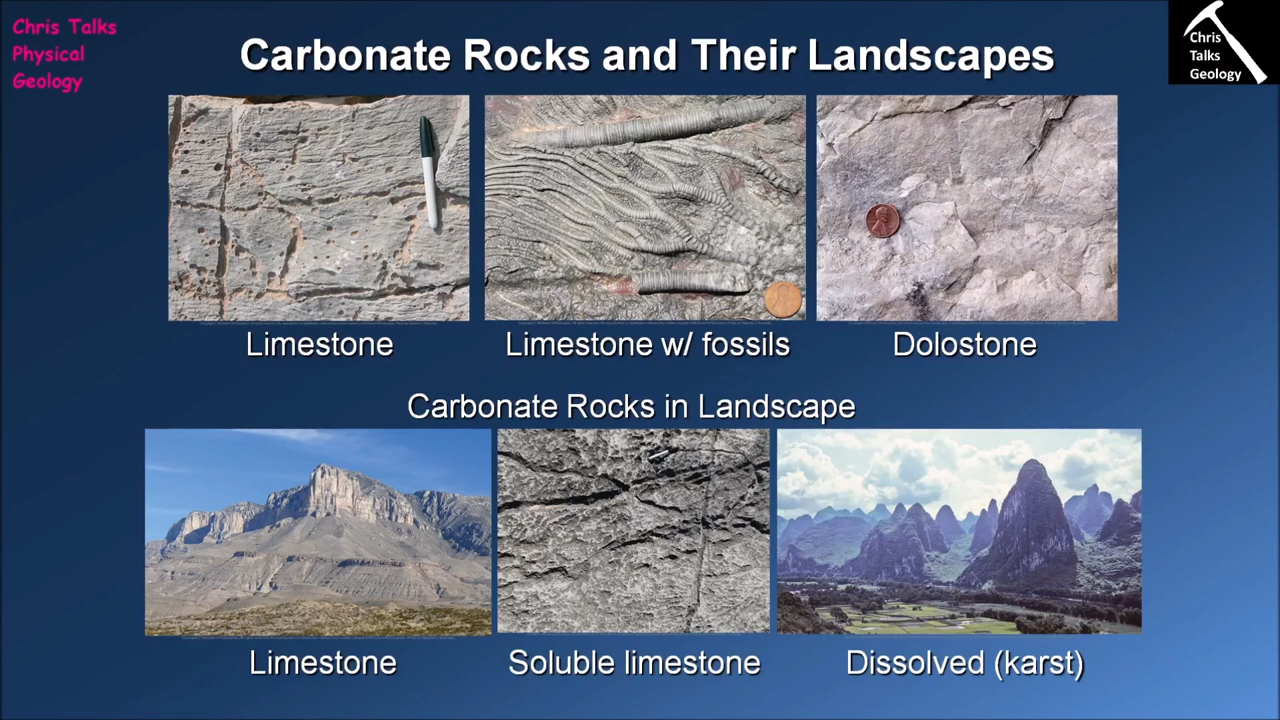 Chris Talks
Physical
Geology
Carbonate Rocks and Their Landscapes
Chris
Talks
Geology
Limestone
Limestone w/ fossils
Dolostone
Carbonate Rocks in Landscape
Limestone
Soluble limestone
Dissolved (karst)